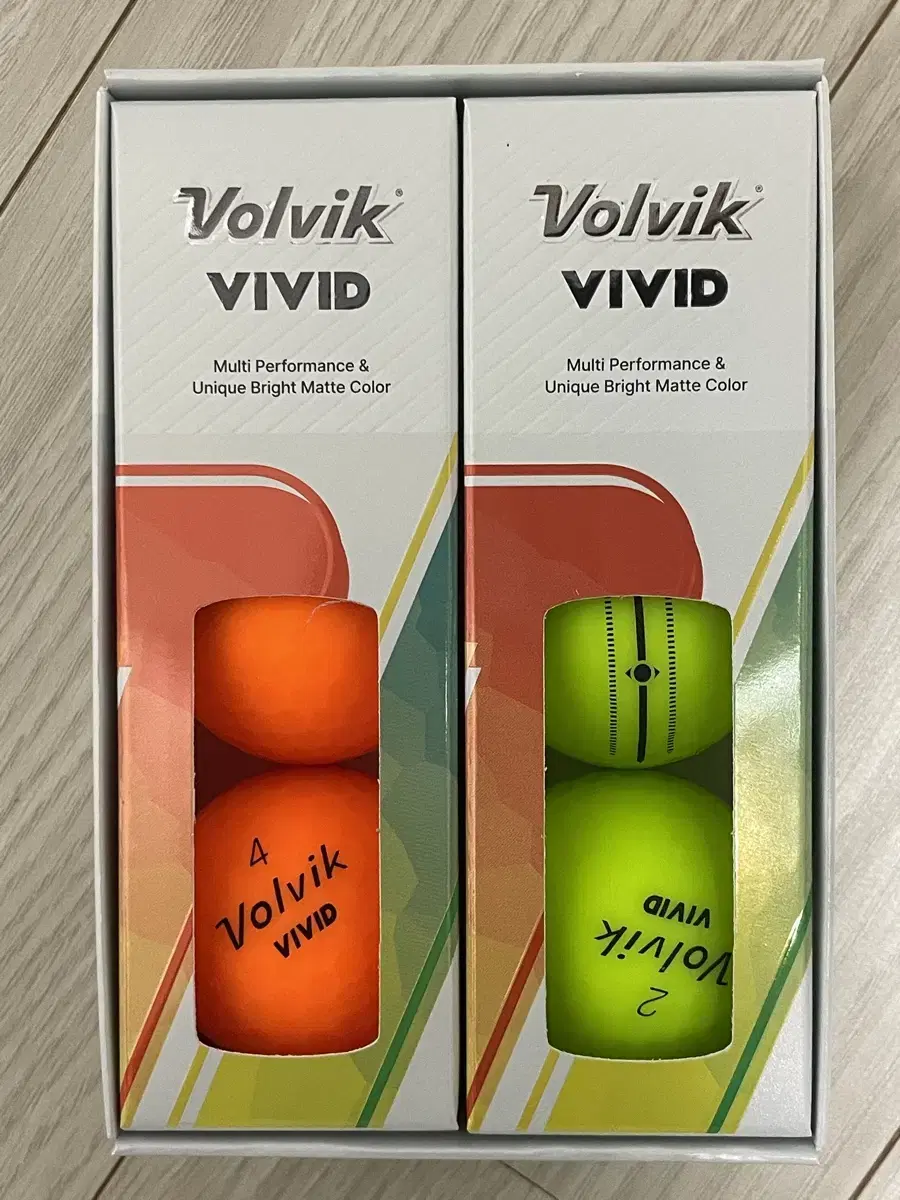 Volvik®
VIVID
Multi Performance &
Unique Bright Matte Color
4
Volvik
VIVID
Volvik®
VIVID
Multi Performance &
Unique Bright Matte Color
2
Volvik
VIVID